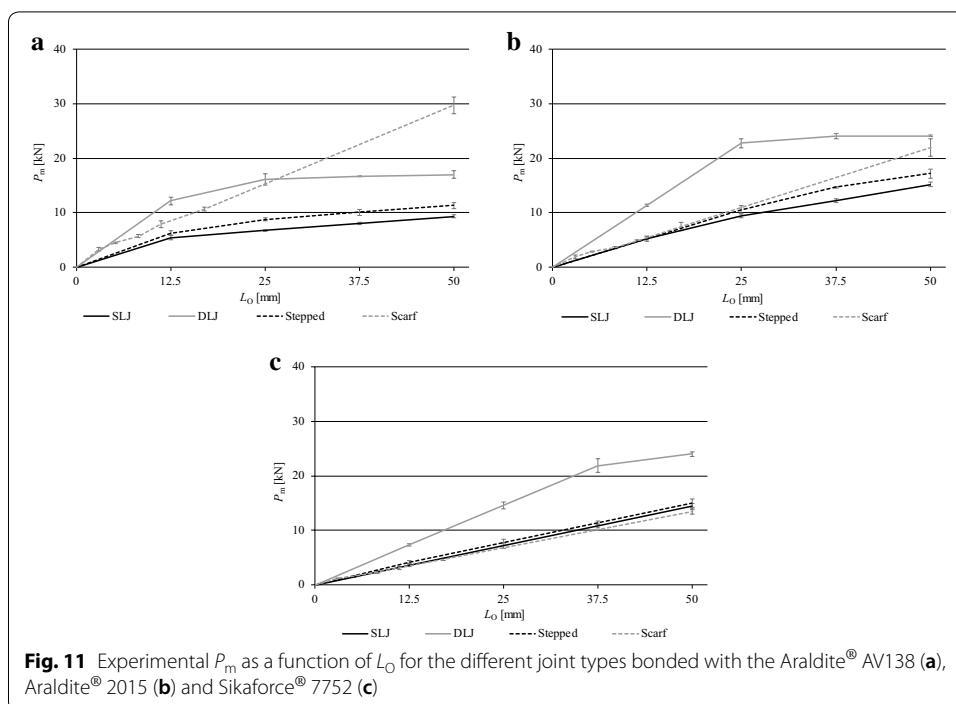 a
40
30
20
10
0
Pm [kN]
0 12.5 25 37.5 50
LO [mm]
SLJ DLJ Stepped Scarf
b
40
30
20
10
0
Pm [kN]
0 12.5 25 37.5 50
LO [mm]
SLJ DLJ Stepped Scarf
c
40
30
20
10
0
Pm [kN]
0 12.5 25 37.5 50
LO [mm]
SLJ DLJ Stepped Scarf
Fig. 11 Experimental Pm as a function of LO for the different joint types bonded with the Araldite® AV138 (a),
Araldite® 2015 (b) and Sikaforce® 7752 (c)